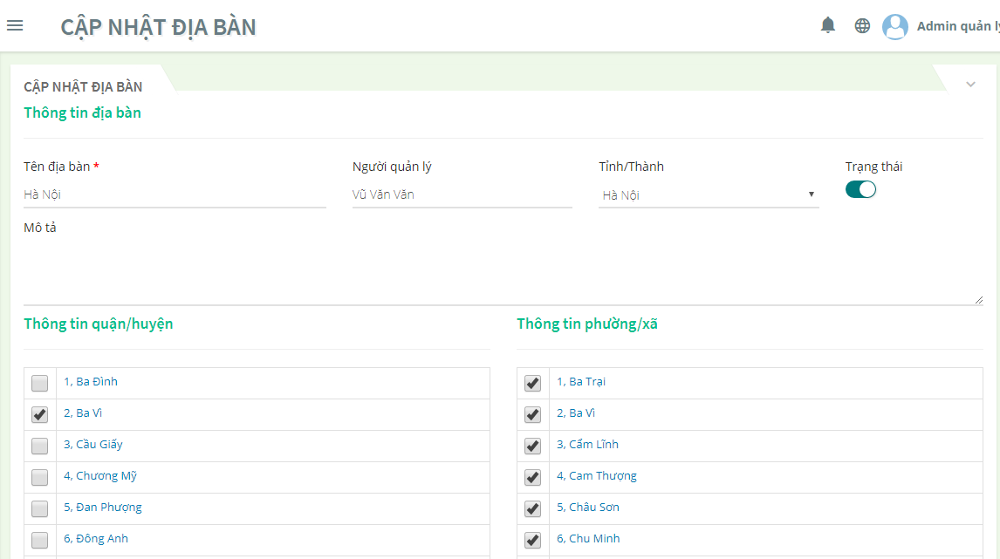 CẬP NHẬT ĐỊA BÀN
Admin quản lý
CẬP NHẬT ĐỊA BÀN
Thông tin địa bàn
Tên địa bàn * Người quản lý Tỉnh/Thành Trạng thái
Hà Nội Vũ Văn Văn Hà Nội
Mô tả
Thông tin quận/huyện
1, Ba Đình
2, Ba Vì
3, Cầu Giấy
4, Chương Mỹ
5, Đan Phượng
6, Đông Anh
Thông tin phường/xã
1, Ba Trại
2, Ba Vì
3, Cẩm Lĩnh
4, Cam Thượng
5, Châu Sơn
6, Chu Minh